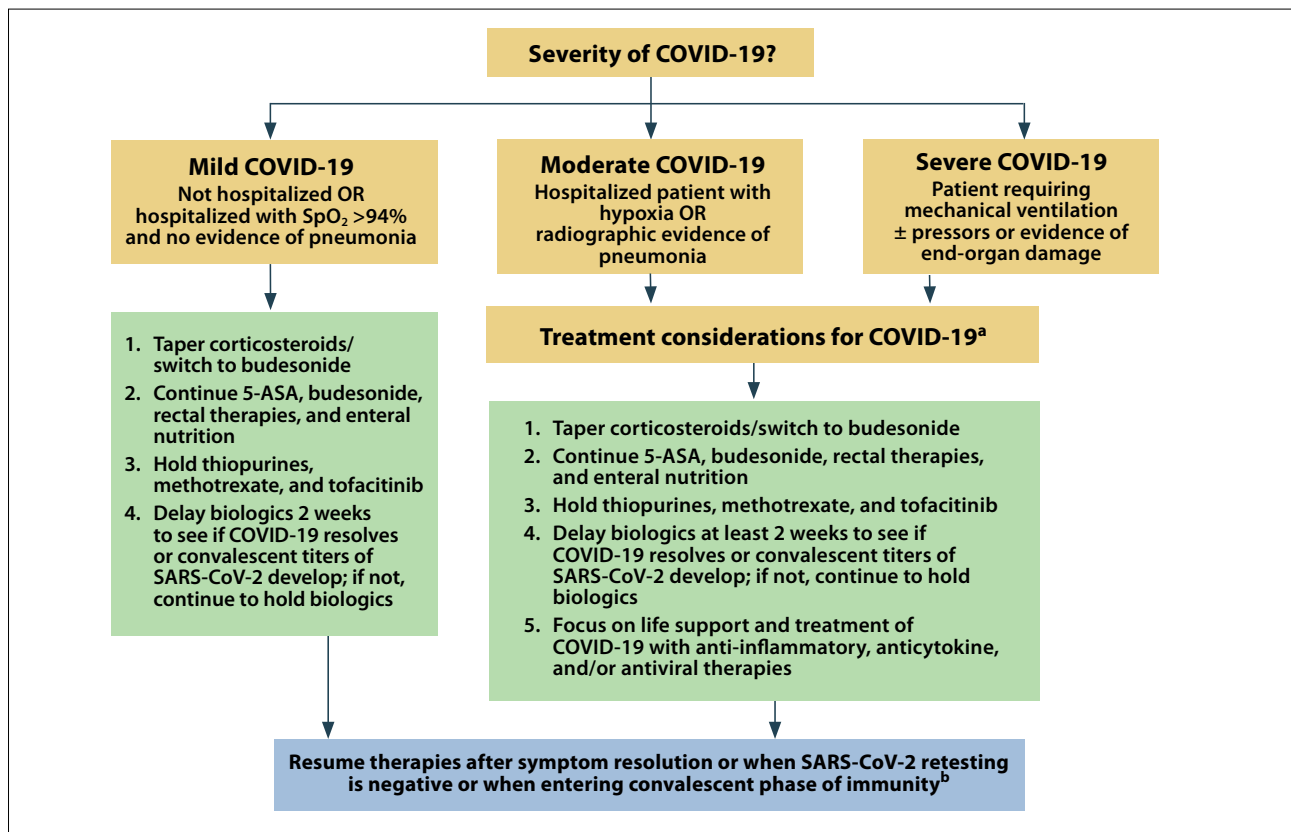 Severity of COVID-19?
Mild COVID-19
Not hospitalized OR
hospitalized with SpO₂ >94%
and no evidence of pneumonia
Moderate COVID-19
Hospitalized patient with
hypoxia OR
radiographic evidence of
pneumonia
Severe COVID-19
Patient requiring
mechanical ventilation
± pressors or evidence of
end-organ damage
1. Taper corticosteroids/
switch to budesonide
2. Continue 5-ASA, budesonide,
rectal therapies, and enteral
nutrition
3. Hold thiopurines,
methotrexate, and tofacitinib
4. Delay biologics 2 weeks
to see if COVID-19 resolves
or convalescent titers of
SARS-CoV-2 develop; if not,
continue to hold biologics
Treatment considerations for COVID-19ᵃ
1. Taper corticosteroids/switch to budesonide
2. Continue 5-ASA, budesonide, rectal therapies,
and enteral nutrition
3. Hold thiopurines, methotrexate, and tofacitinib
4. Delay biologics at least 2 weeks to see if
COVID-19 resolves or convalescent titers of
SARS-CoV-2 develop; if not, continue to hold
biologics
5. Focus on life support and treatment of
COVID-19 with anti-inflammatory, anticytokine,
and/or antiviral therapies
Resume therapies after symptom resolution or when SARS-CoV-2 retesting
is negative or when entering convalescent phase of immunityᵇ